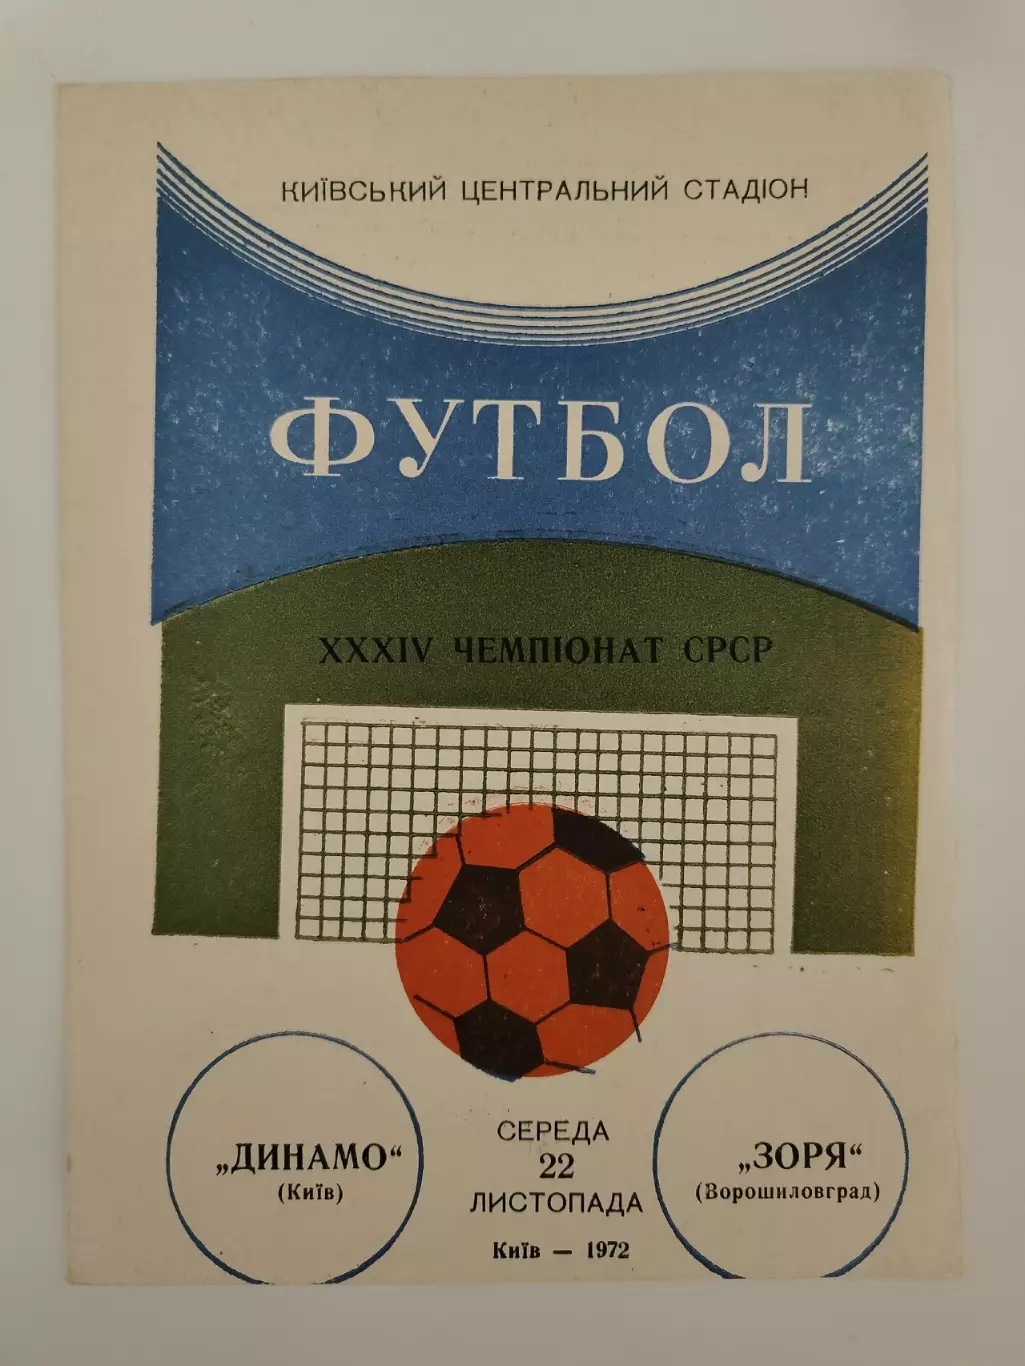 КИЇВСЬКИЙ ЦЕНТРАЛЬНИЙ СТАДІОН
ФУТБОЛ
XXXIV ЧЕМПІОНАТ СРСР
„ДИНАМО“
(Київ)
СЕРЕДА
22
ЛИСТОПАДА
Київ — 1972
„ЗОРЯ“
(Ворошиловград)